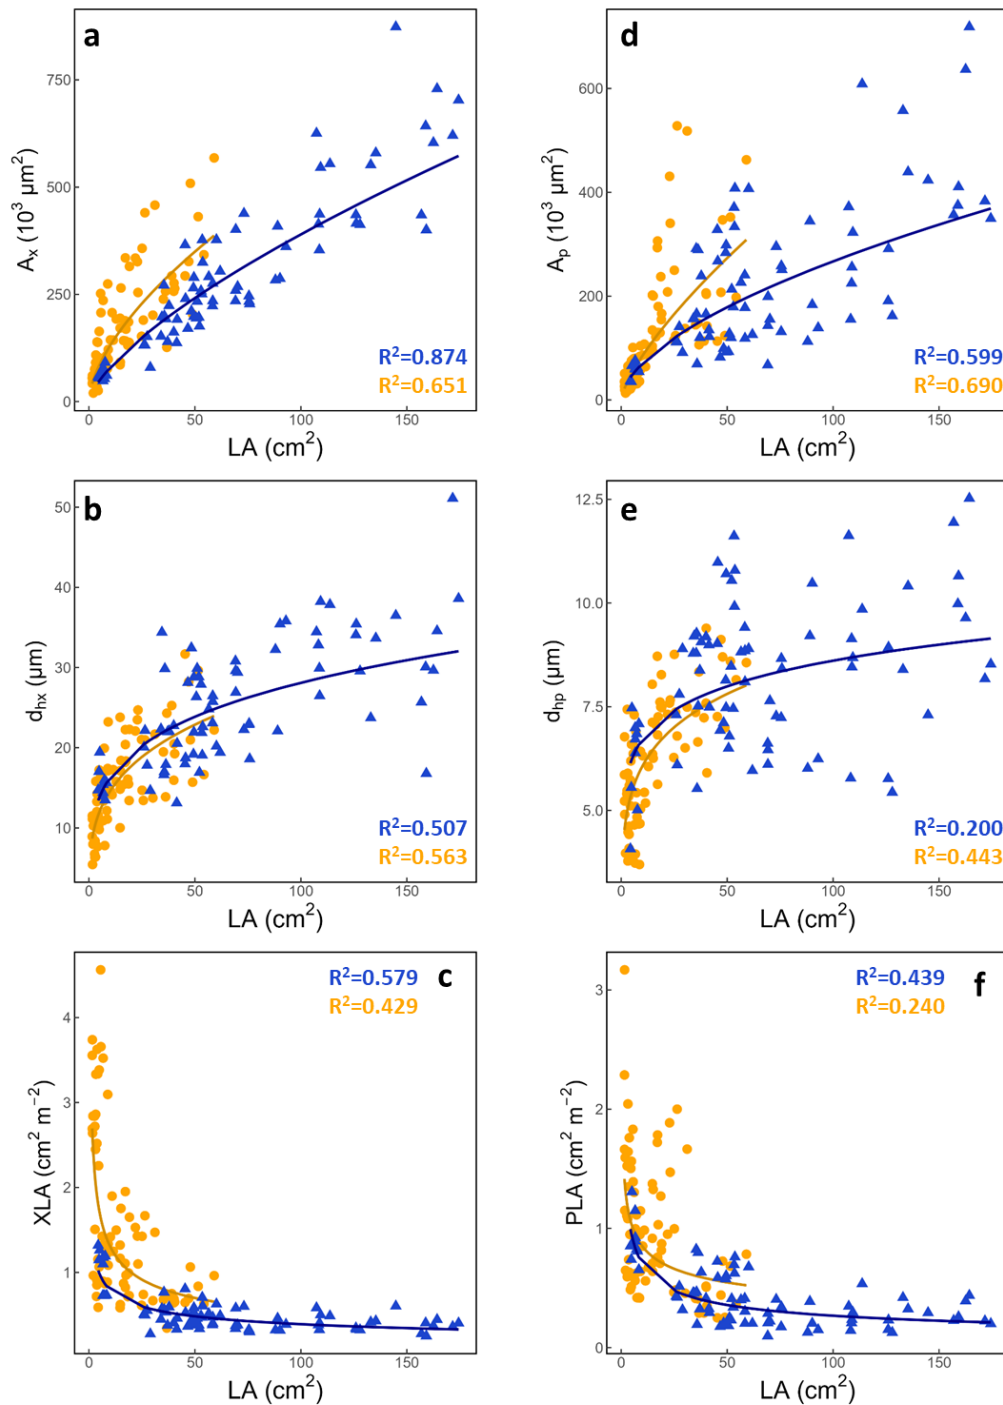 a
Aₓ (10³ µm²)
750
500
250
0
R²=0.874
R²=0.651
0 50 100 150
LA (cm²)
d
Aₚ (10³ µm²)
600
400
200
0
R²=0.599
R²=0.690
0 50 100 150
LA (cm²)
b
dₕₓ (µm)
50
40
30
20
10
R²=0.507
R²=0.563
0 50 100 150
LA (cm²)
e
dₕₚ (µm)
12.5
10.0
7.5
5.0
R²=0.200
R²=0.443
0 50 100 150
LA (cm²)
c
XLA (cm² m⁻²)
R²=0.579
R²=0.429
4
3
2
1
0 50 100 150
LA (cm²)
f
PLA (cm² m⁻²)
R²=0.439
R²=0.240
3
2
1
0
0 50 100 150
LA (cm²)